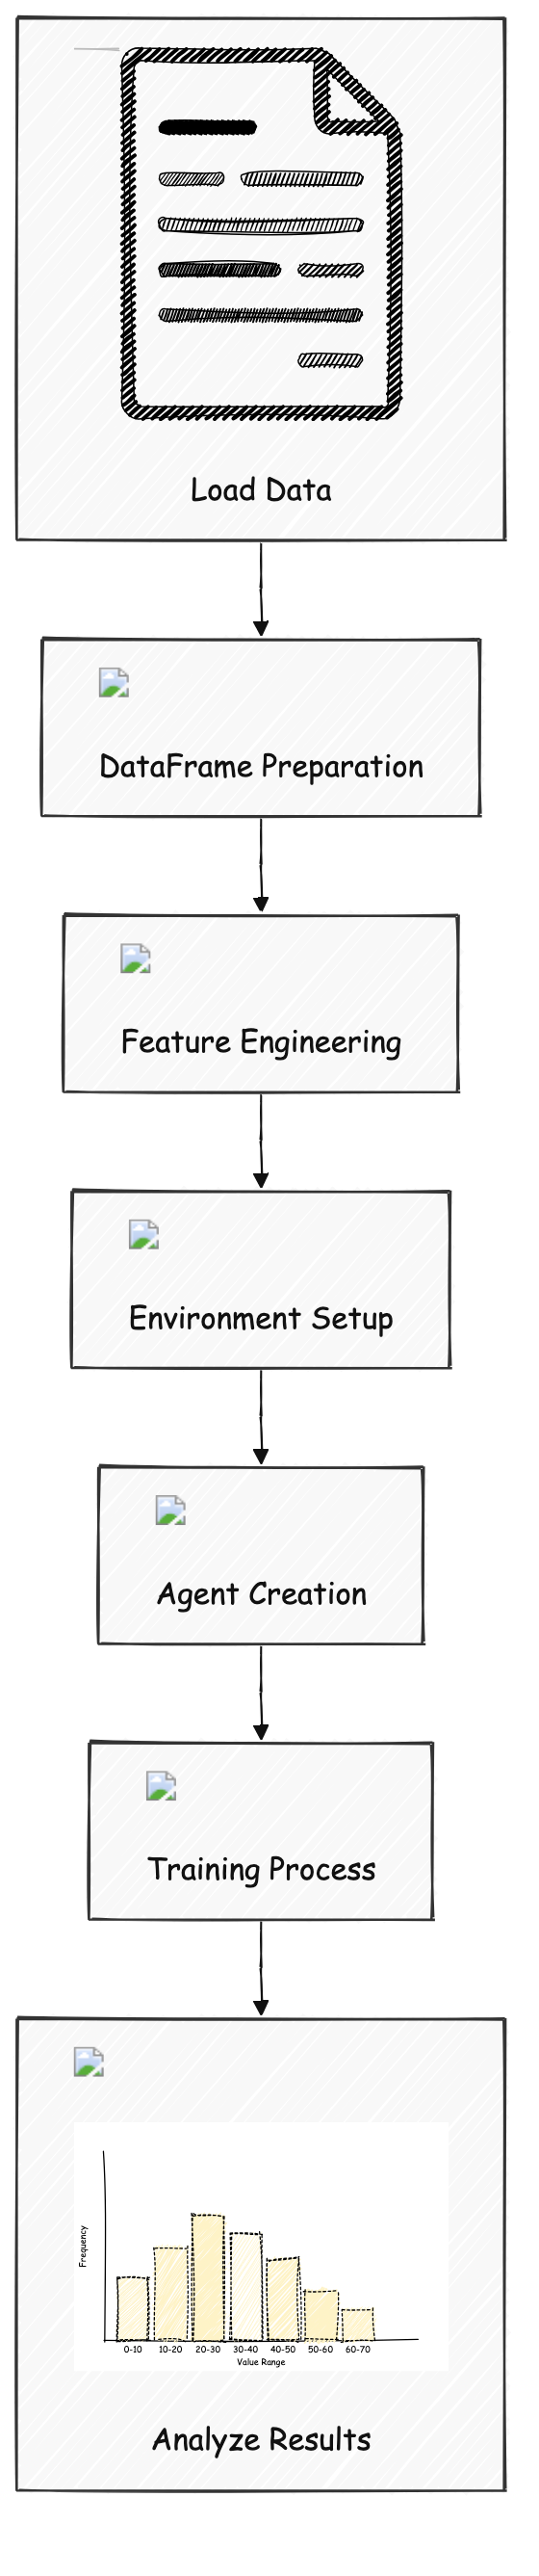 Load Data
DataFrame Preparation
Feature Engineering
Environment Setup
Agent Creation
Training Process
Frequency
0-10 10-20 20-30 30-40 40-50 50-60 60-70
Value Range
Analyze Results